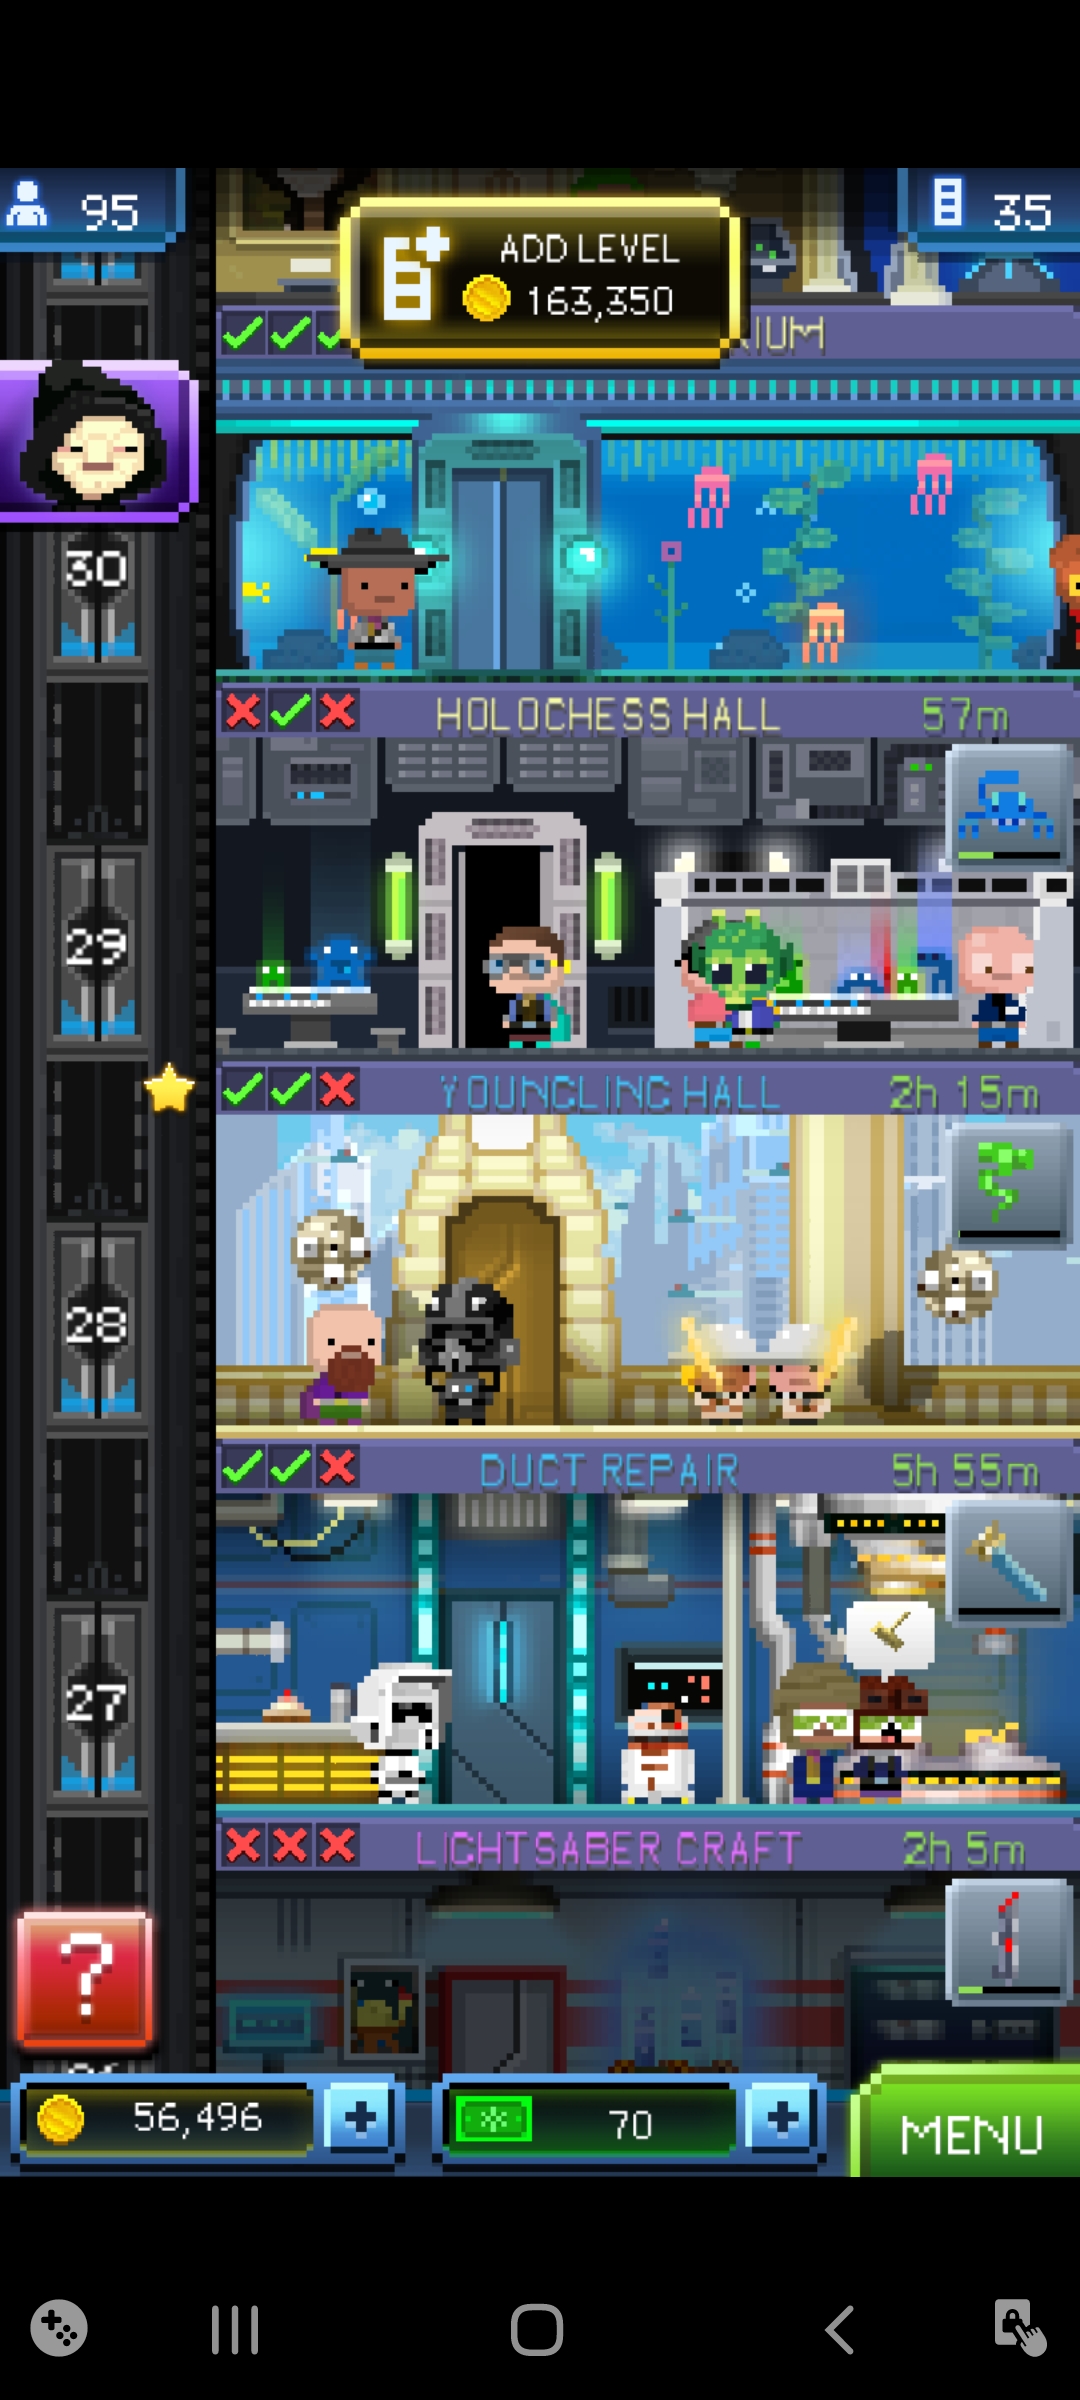 95
ADD LEVEL
163,350
35
RIUM
30
HOLOCHESS HALL 57m
29
YOUNGLING HALL 2h 15m
28
DUCT REPAIR 5h 55m
27
LIGHTSABER CRAFT 2h 5m
?
56,496 +
70 +
MENU